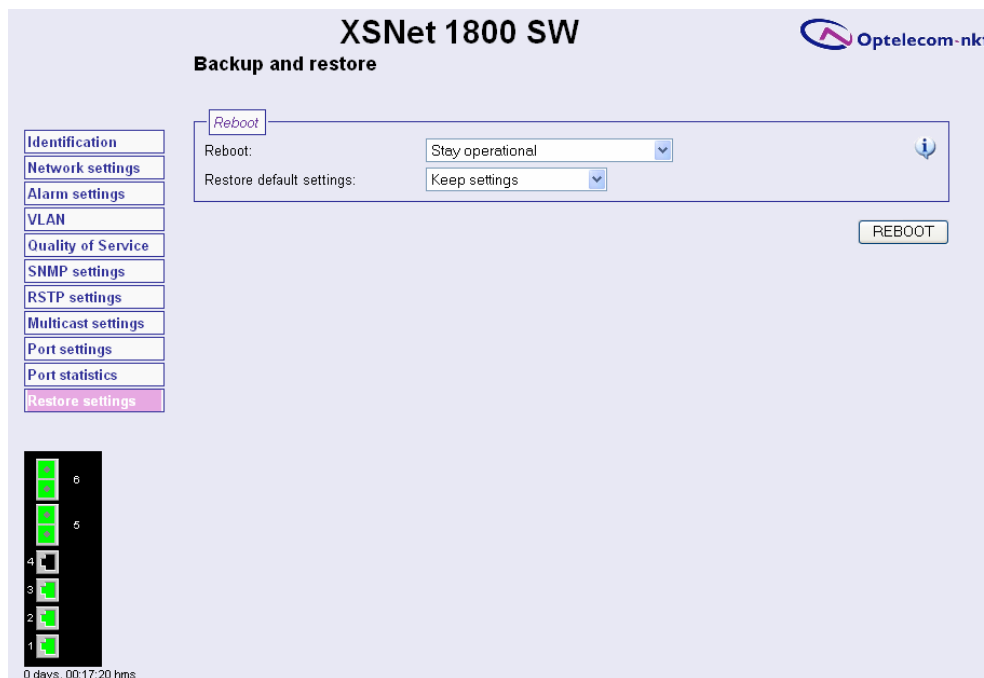 XSNet 1800 SW
Optelecom-nkt
Backup and restore
Reboot
Reboot:
Stay operational
Restore default settings:
Keep settings
REBOOT
Identification
Network settings
Alarm settings
VLAN
Quality of Service
SNMP settings
RSTP settings
Multicast settings
Port settings
Port statistics
Restore settings
6
5
4
3
2
1
0 days, 00:17:20 hms